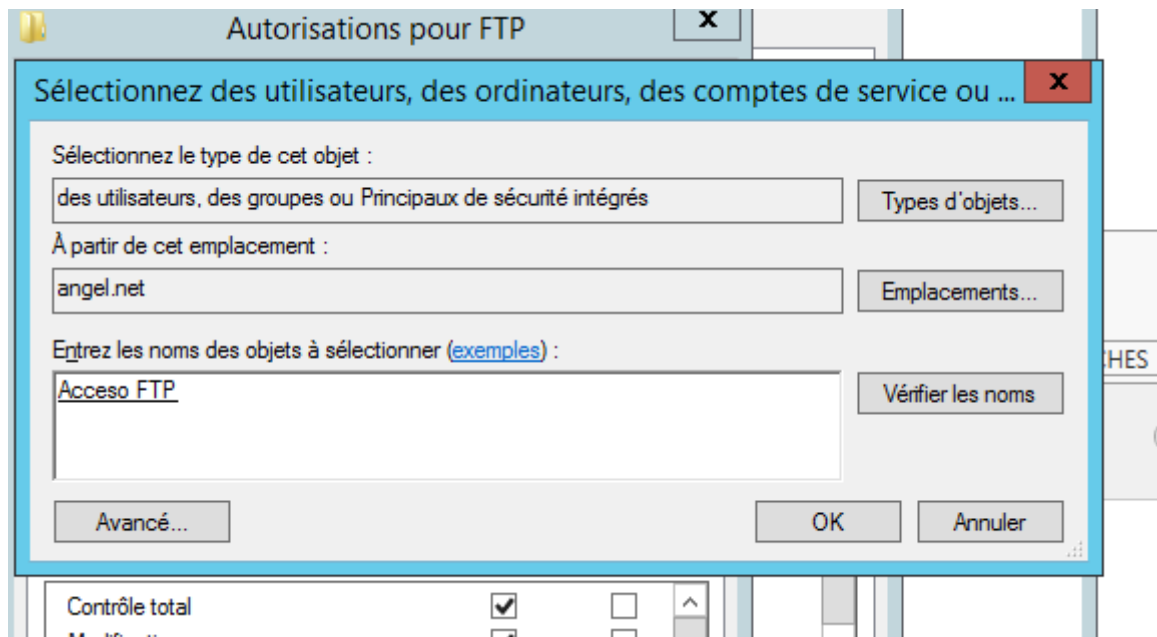 Autorisations pour FTP
Sélectionnez des utilisateurs, des ordinateurs, des comptes de service ou ...
Sélectionnez le type de cet objet :
des utilisateurs, des groupes ou Principaux de sécurité intégrés
Types d'objets...
À partir de cet emplacement :
angel.net
Emplacements...
Entrez les noms des objets à sélectionner (exemples) :
Acceso FTP
Vérifier les noms
Avancé...
OK
Annuler
Contrôle total